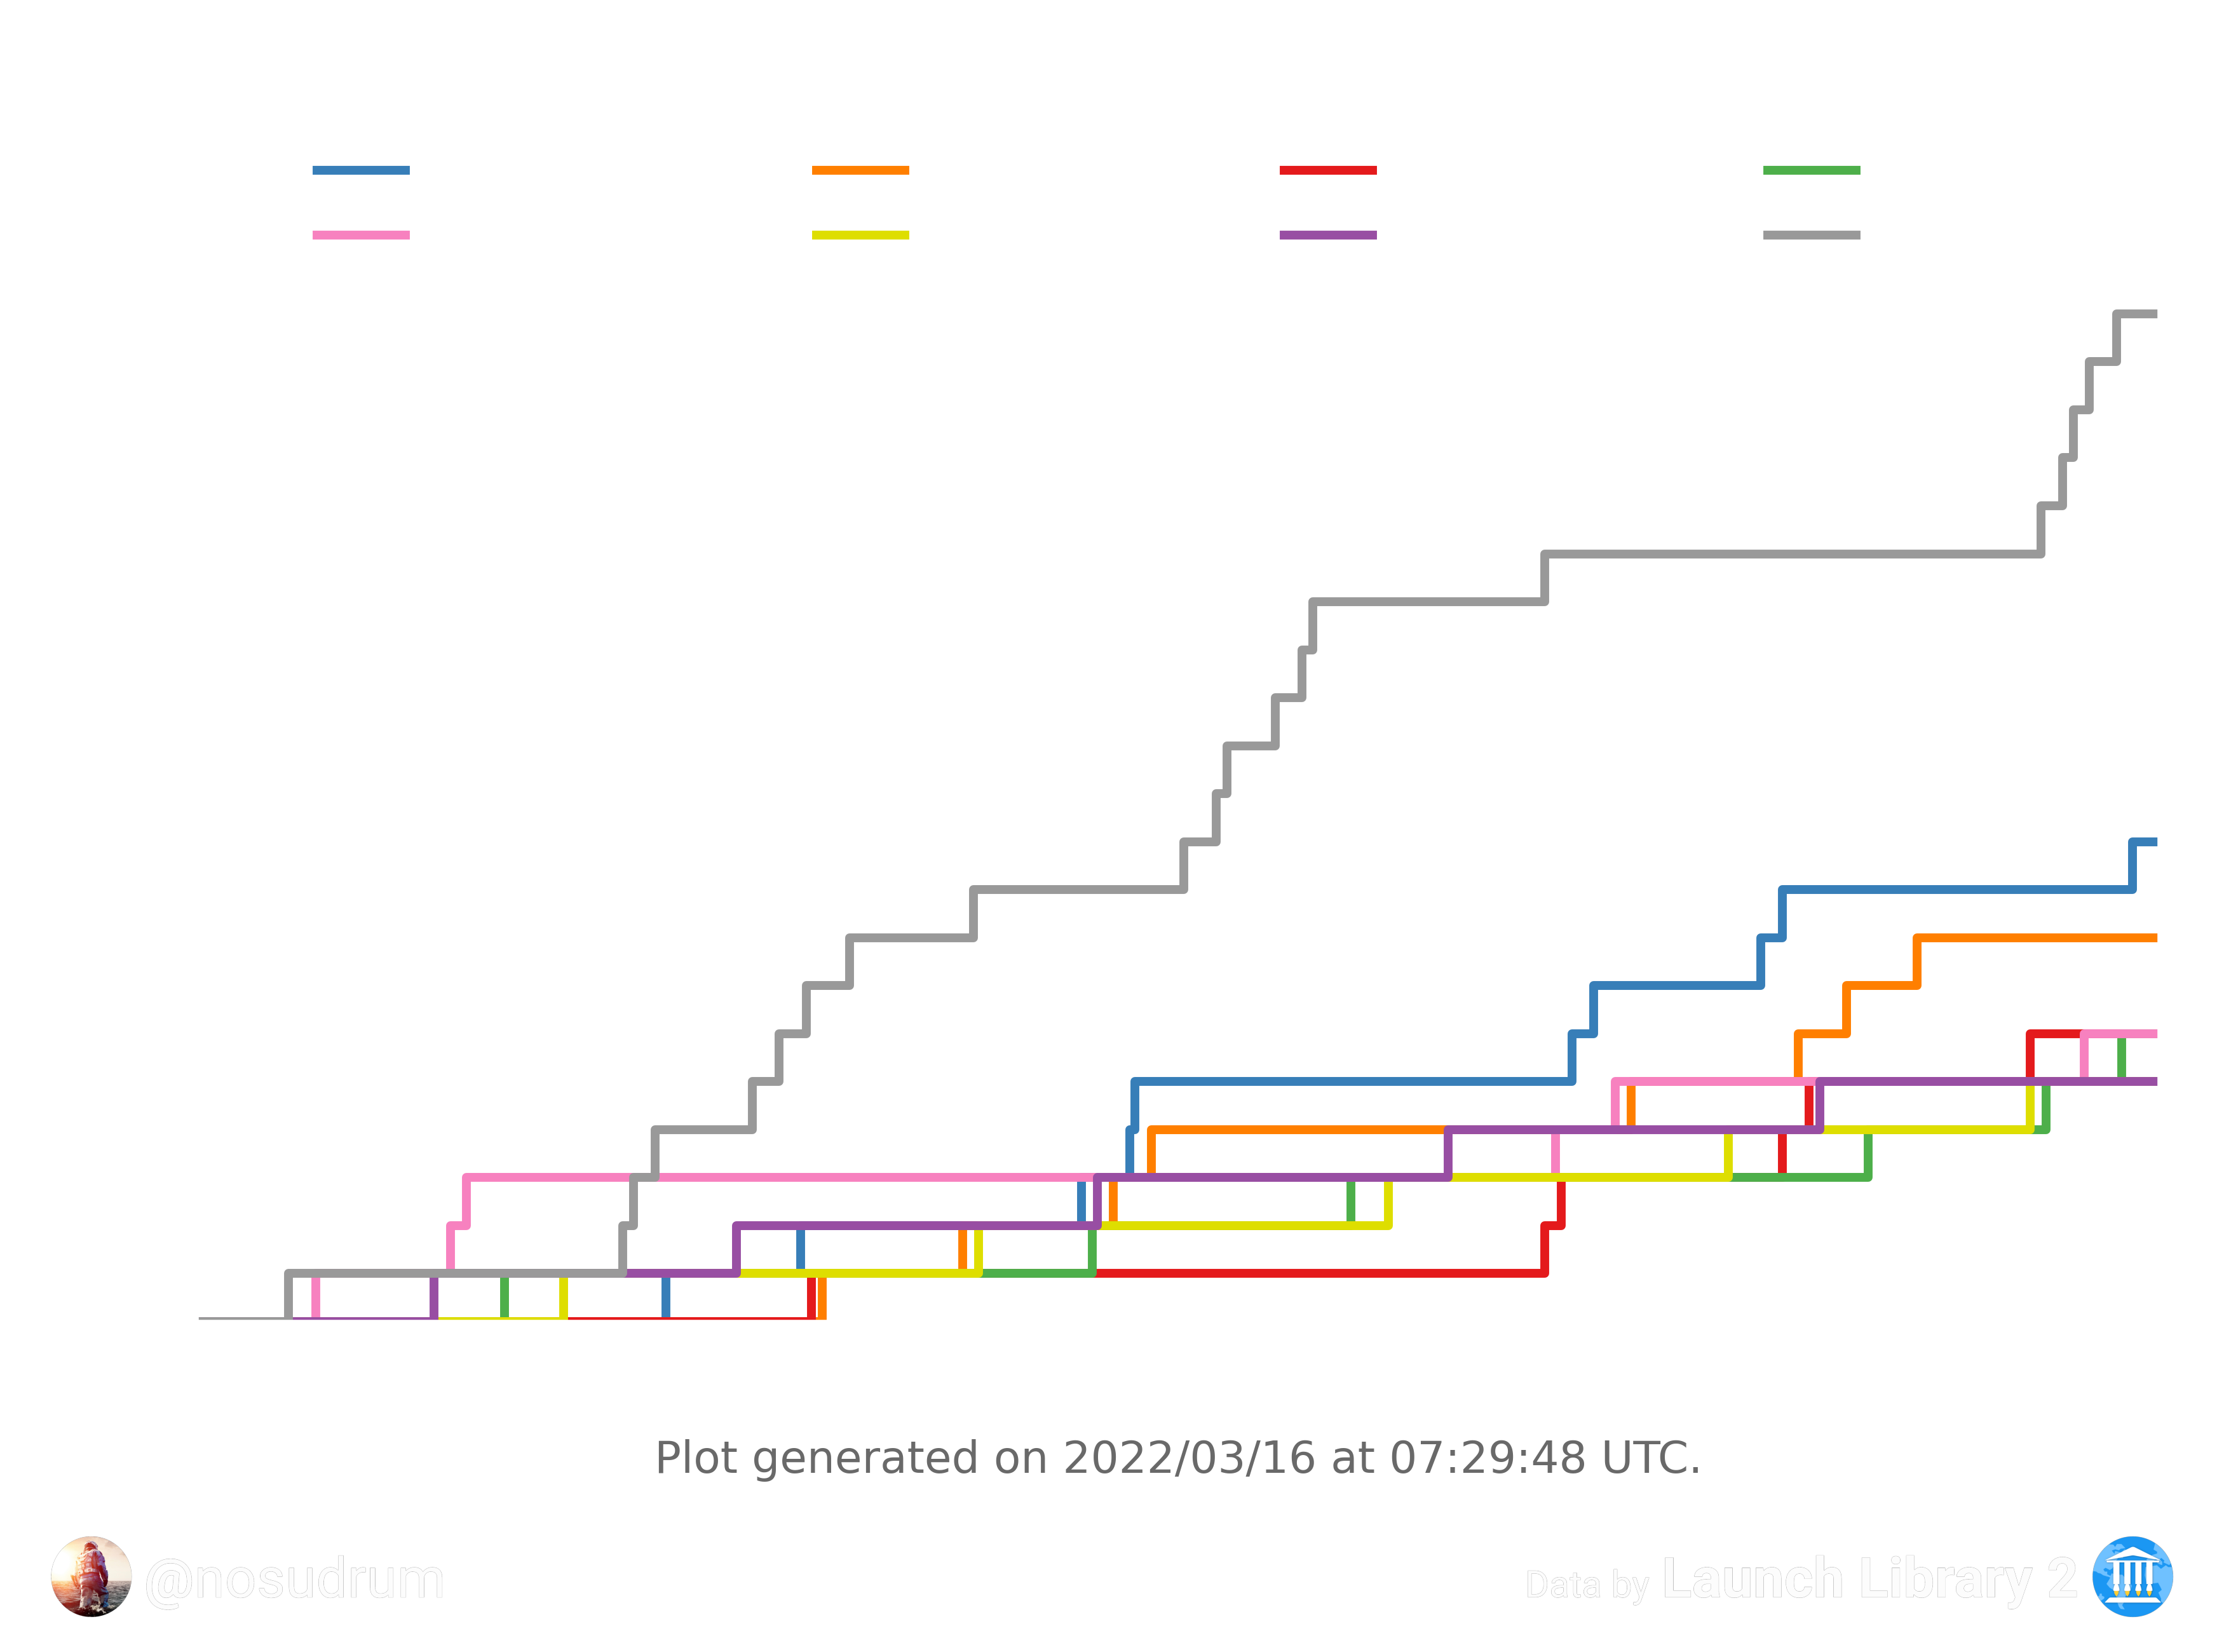 Plot generated on 2022/03/16 at 07:29:48 UTC.
@nosudrum
Data by Launch Library 2